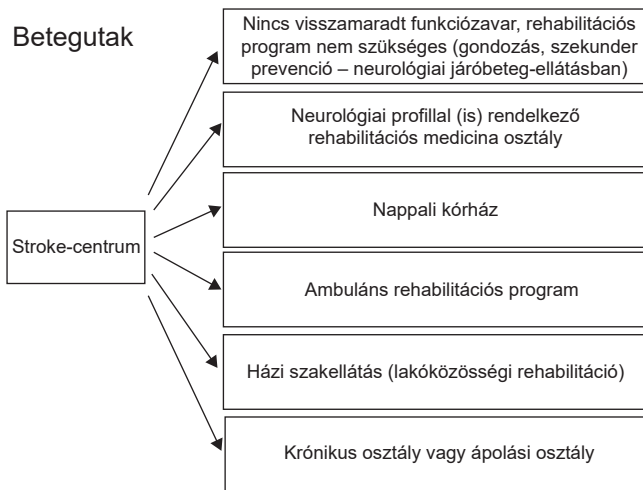 Betegutak
Nincs visszamaradt funkciózavar, rehabilitációs
program nem szükséges (gondozás, szekunder
prevenció – neurológiai járóbeteg-ellátásban)
Neurológiai profillal (is) rendelkező
rehabilitációs medicina osztály
Nappali kórház
Stroke-centrum
Ambuláns rehabilitációs program
Házi szakellátás (lakóközösségi rehabilitáció)
Krónikus osztály vagy ápolási osztály